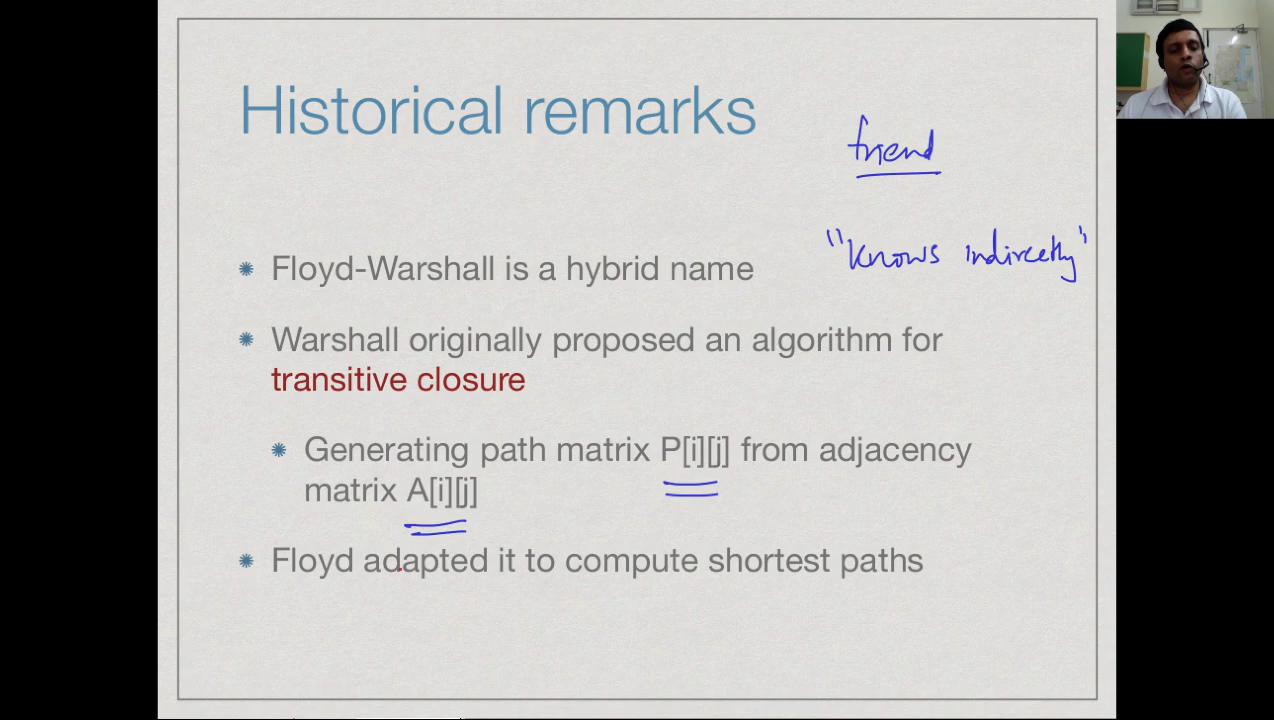 Historical remarks
friend
"knows indircetly"
Floyd-Warshall is a hybrid name
Warshall originally proposed an algorithm for
transitive closure
Generating path matrix P[i][j] from adjacency
matrix A[i][j]
Floyd adapted it to compute shortest paths